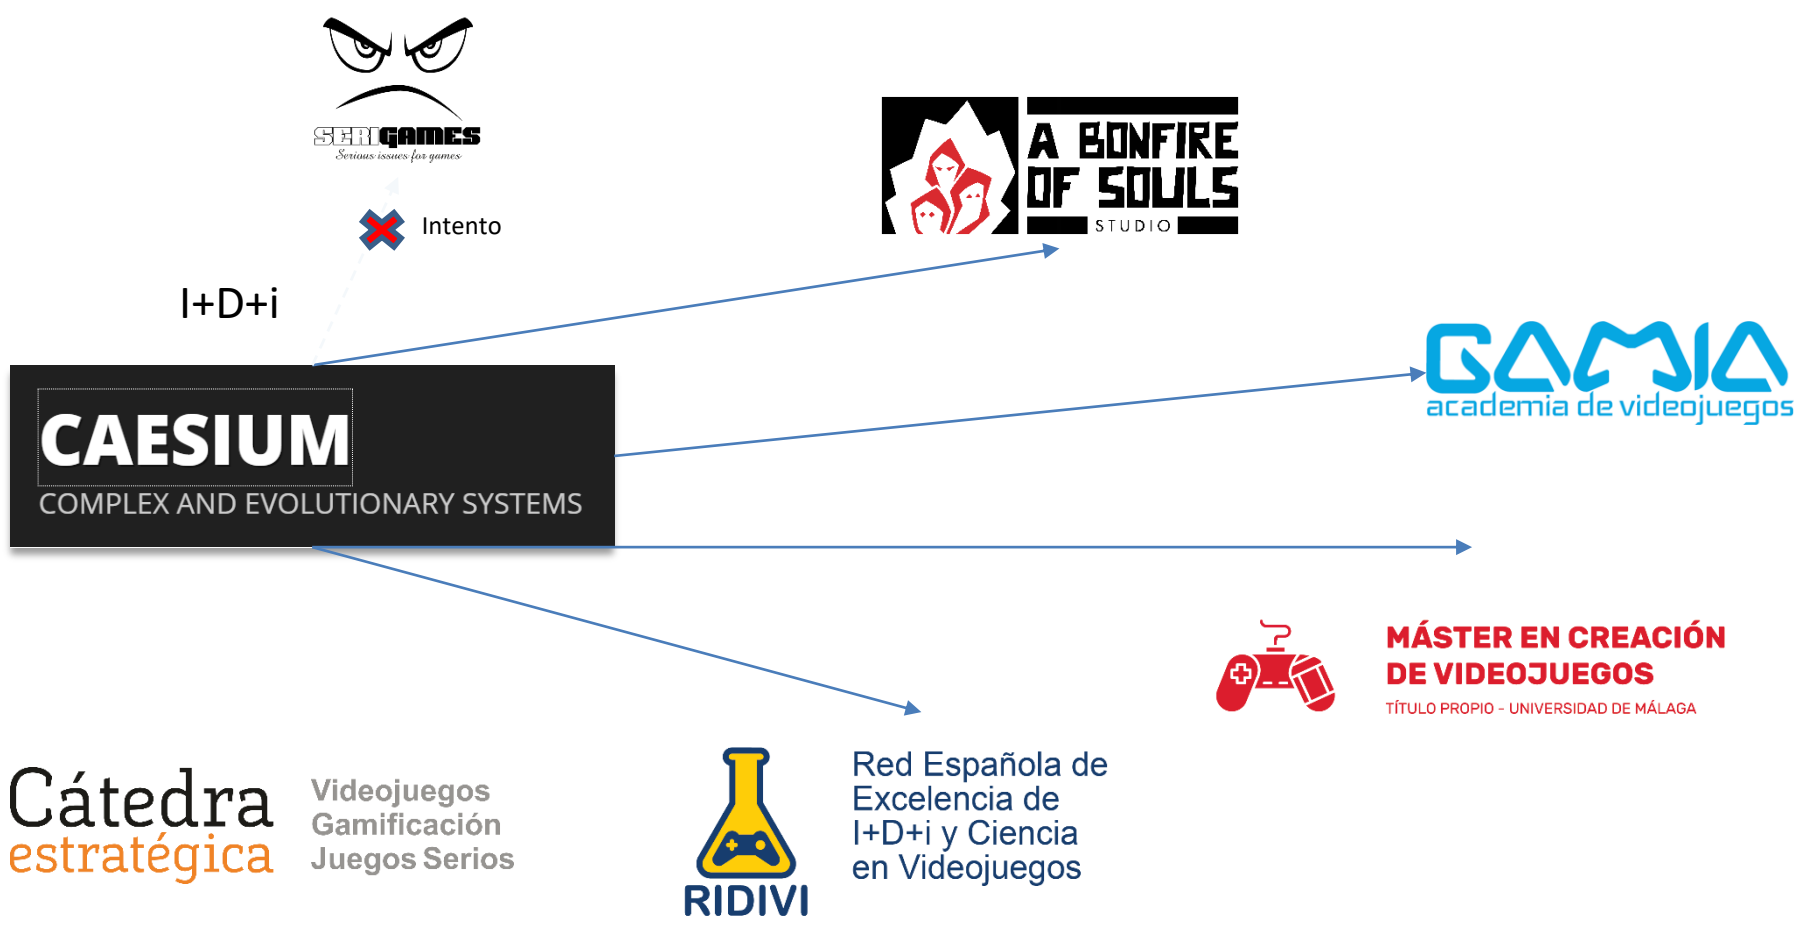 SERIGAMES
Serious issues for games
Intento
A BONFIRE
OF SOULS
STUDIO
I+D+i
GAMIA
academia de videojuegos
CAESIUM
COMPLEX AND EVOLUTIONARY SYSTEMS
MÁSTER EN CREACIÓN
DE VIDEOJUEGOS
TÍTULO PROPIO - UNIVERSIDAD DE MÁLAGA
Cátedra
estratégica
Videojuegos
Gamificación
Juegos Serios
RIDIVI
Red Española de
Excelencia de
I+D+i y Ciencia
en Videojuegos